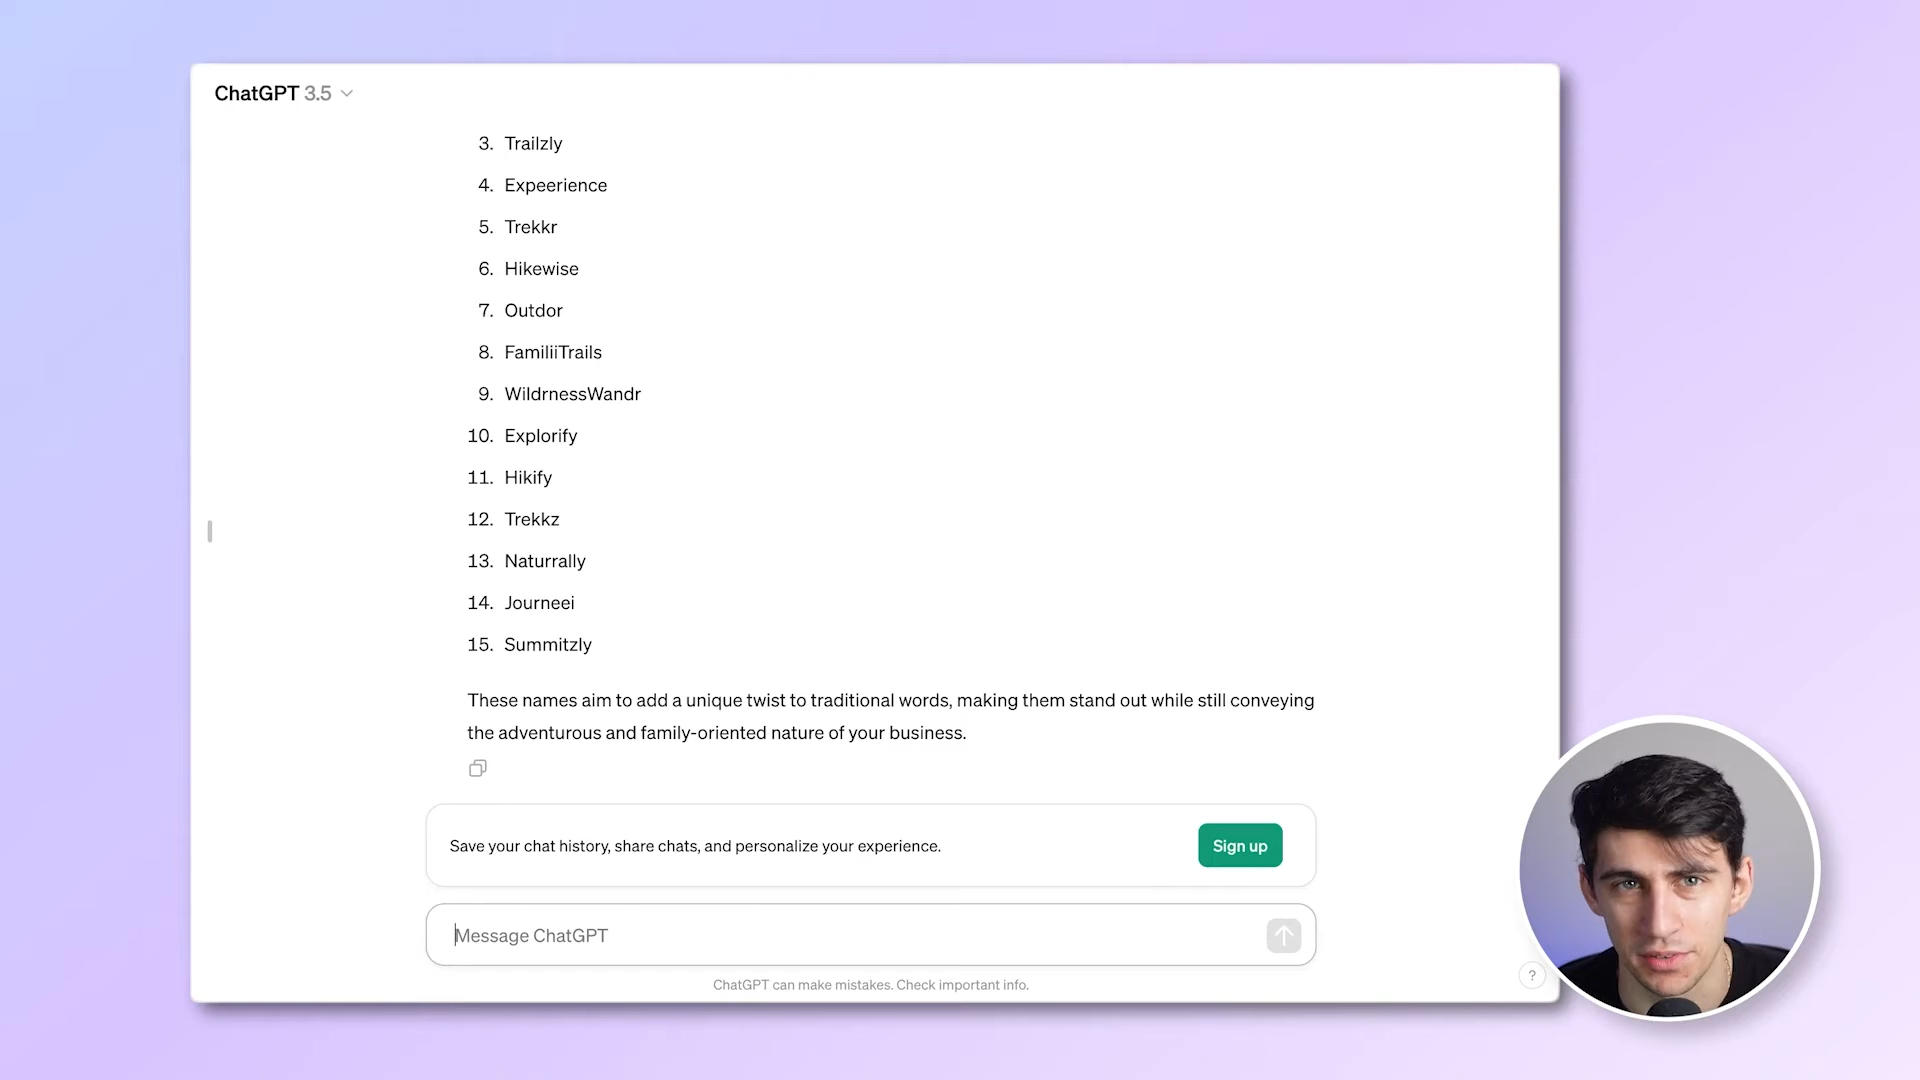 ChatGPT 3.5
3. Trailzly
4. Expeerience
5. Trekkr
6. Hikewise
7. Outdor
8. FamiliiTrails
9. WildrnessWandr
10. Explorify
11. Hikify
12. Trekkz
13. Naturrally
14. Journeei
15. Summitzly
These names aim to add a unique twist to traditional words, making them stand out while still conveying
the adventurous and family-oriented nature of your business.
Save your chat history, share chats, and personalize your experience.
Sign up
Message ChatGPT
ChatGPT can make mistakes. Check important info.
?